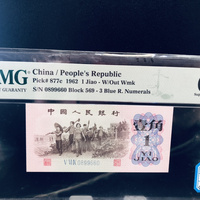 MG
GUARANTY
China / People's Republic
Pick# 877c 1962 1 Jiao - W/Out Wmk
S/N 0899660 Block 569 - 3 Blue R. Numerals
中国人民银行
壹角
1
YI
JIAO
V II X 0899660